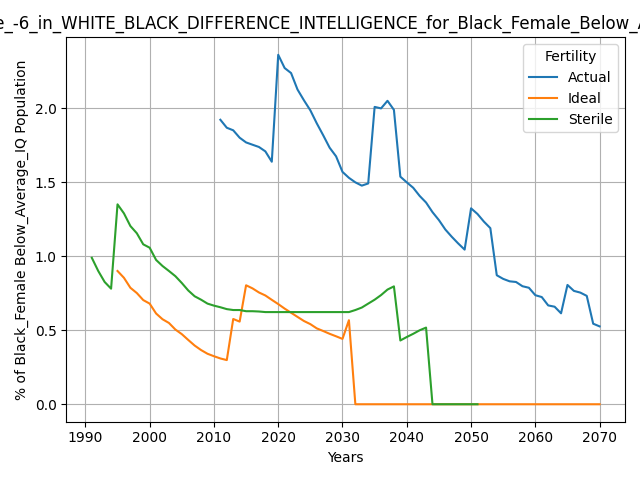 e_-6_in_WHITE_BLACK_DIFFERENCE_INTELLIGENCE_for_Black_Female_Below_
% of Black_Female Below_Average_IQ Population
Fertility
Actual
Ideal
Sterile
2.0
1.5
1.0
0.5
0.0
1990 2000 2010 2020 2030 2040 2050 2060 2070
Years